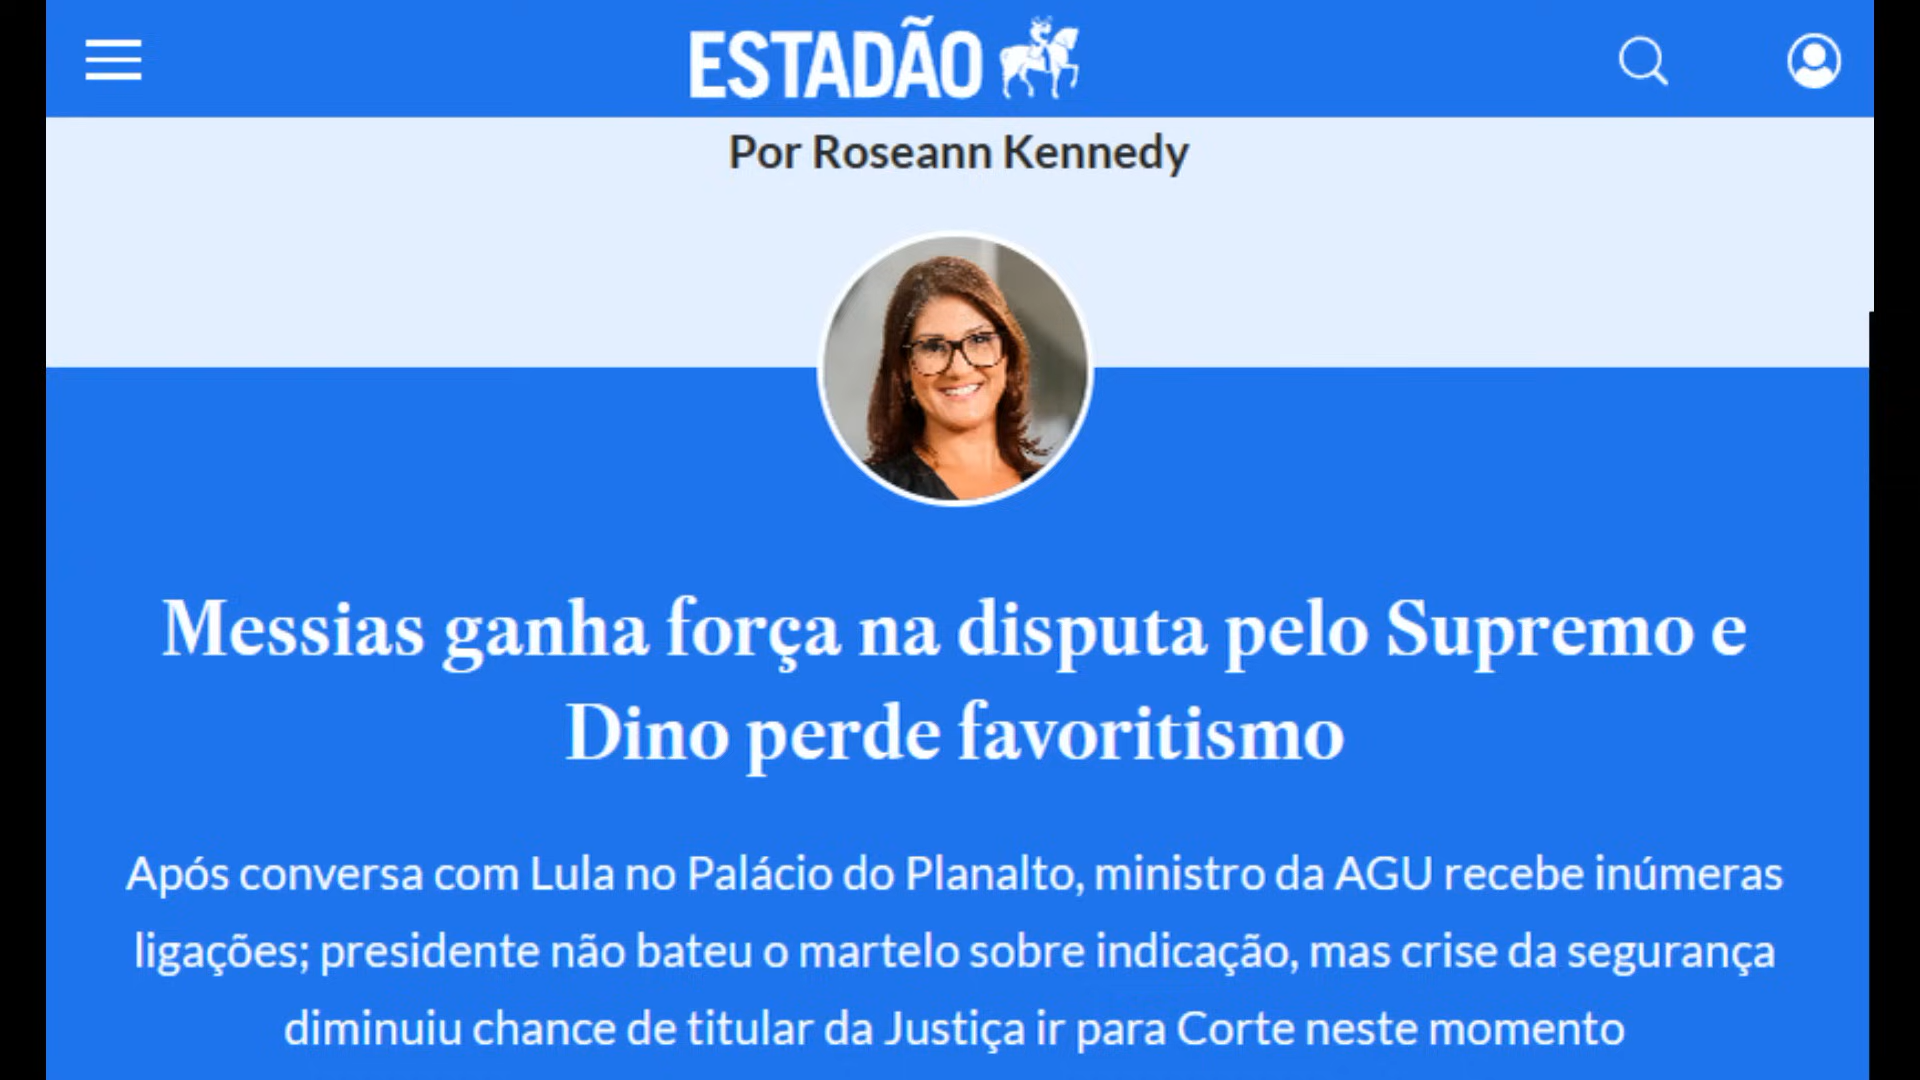 ESTADÃO
Por Roseann Kennedy
Messias ganha força na disputa pelo Supremo e
Dino perde favoritismo
Após conversa com Lula no Palácio do Planalto, ministro da AGU recebe inúmeras
ligações; presidente não bateu o martelo sobre indicação, mas crise da segurança
diminuiu chance de titular da Justiça ir para Corte neste momento